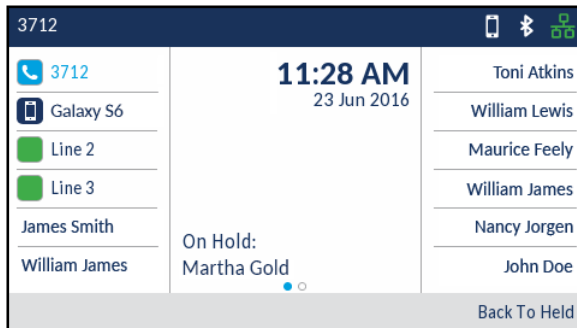 3712
3712
Galaxy S6
Line 2
Line 3
James Smith
William James
11:28 AM
23 Jun 2016
On Hold:
Martha Gold
Toni Atkins
William Lewis
Maurice Feely
William James
Nancy Jorgen
John Doe
Back To Held